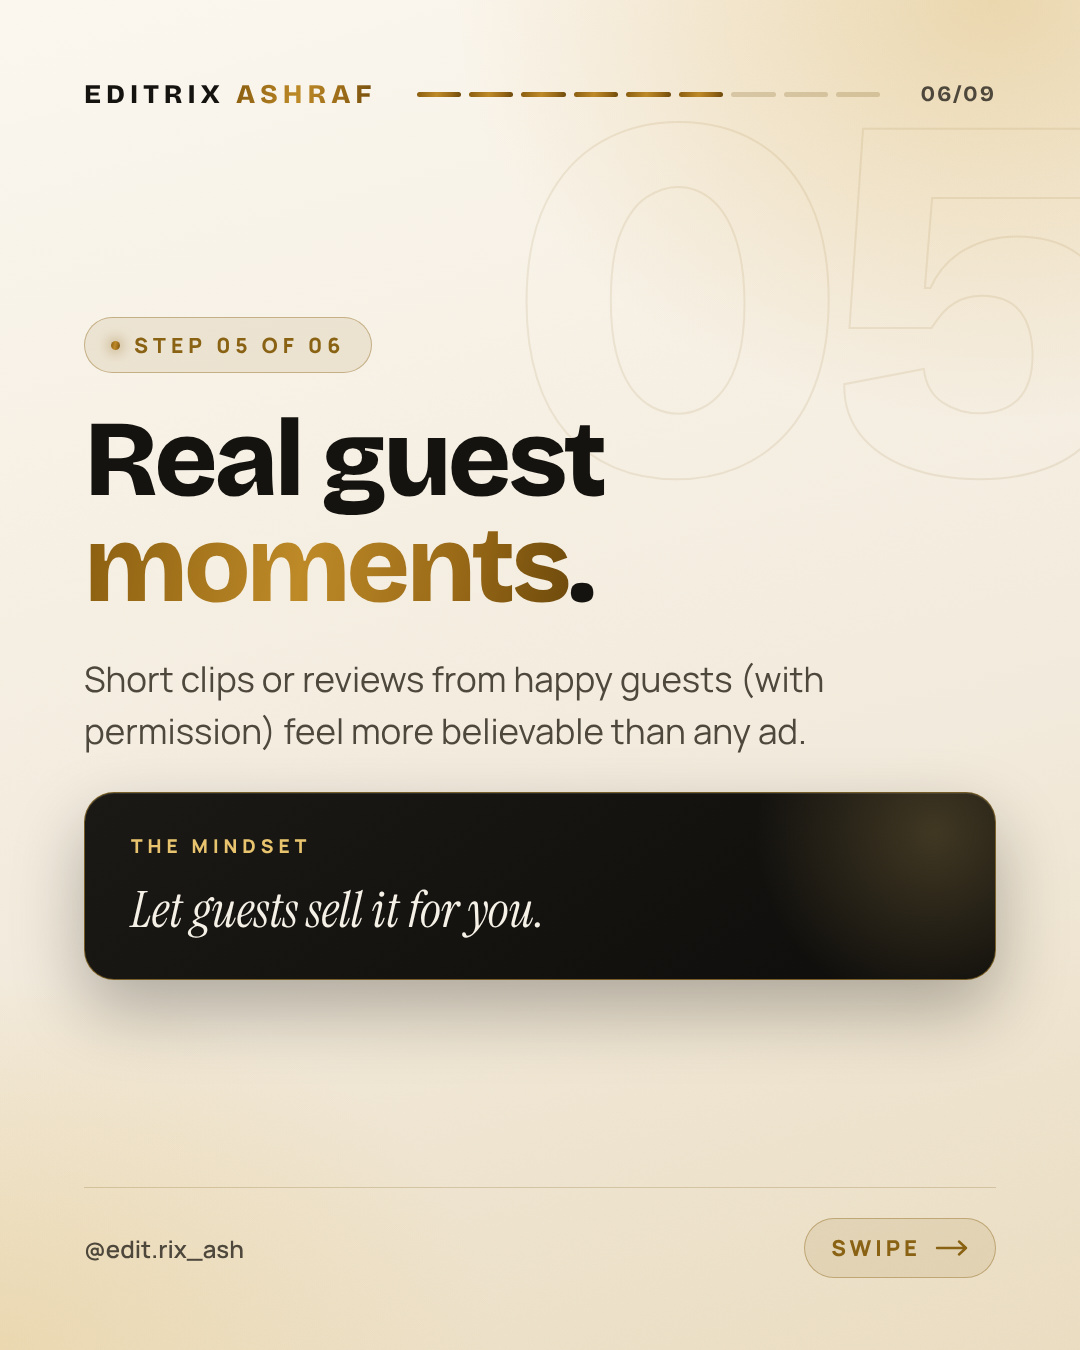 EDITRIX ASHRAF
06/09
05
STEP 05 OF 06
Real guest
moments.
Short clips or reviews from happy guests (with
permission) feel more believable than any ad.
THE MINDSET
Let guests sell it for you.
@edit.rix_ash
SWIPE →